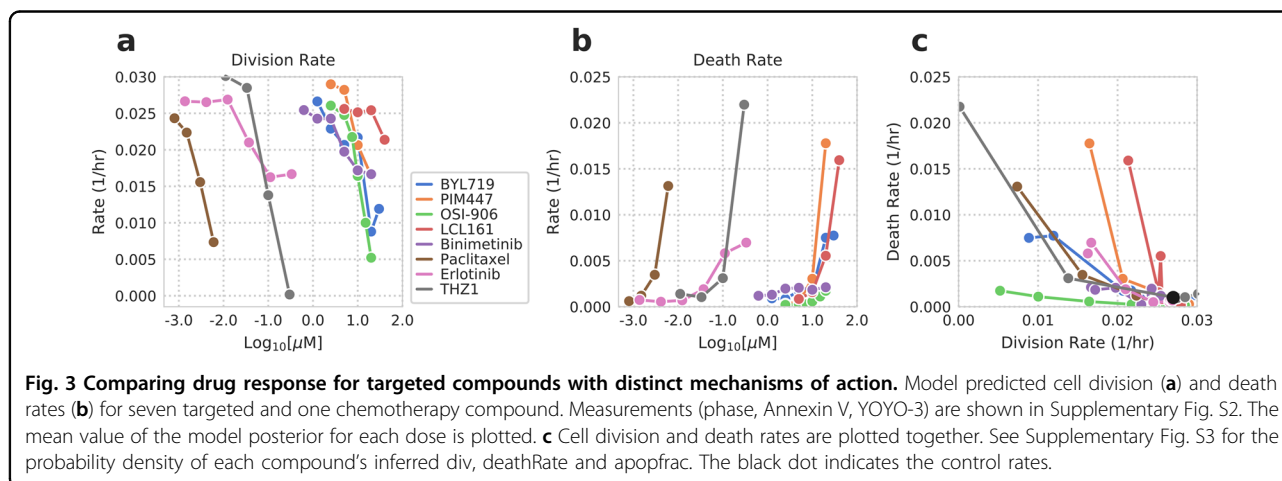 a
Division Rate
0.030
0.025
0.020
0.015
0.010
0.005
0.000
Rate (1/hr)
-3.0 -2.0 -1.0 0.0 1.0 2.0
Log10[μM]
BYL719
PIM447
OSI-906
LCL161
Binimetinib
Paclitaxel
Erlotinib
THZ1
b
Death Rate
0.025
0.020
0.015
0.010
0.005
0.000
Rate (1/hr)
-3.0 -2.0 -1.0 0.0 1.0 2.0
Log10[μM]
c
0.025
0.020
0.015
0.010
0.005
0.000
Death Rate (1/hr)
0.00 0.01 0.02 0.03
Division Rate (1/hr)
Fig. 3 Comparing drug response for targeted compounds with distinct mechanisms of action. Model predicted cell division (a) and death
rates (b) for seven targeted and one chemotherapy compound. Measurements (phase, Annexin V, YOYO-3) are shown in Supplementary Fig. S2. The
mean value of the model posterior for each dose is plotted. c Cell division and death rates are plotted together. See Supplementary Fig. S3 for the
probability density of each compound's inferred div, deathRate and apopfrac. The black dot indicates the control rates.